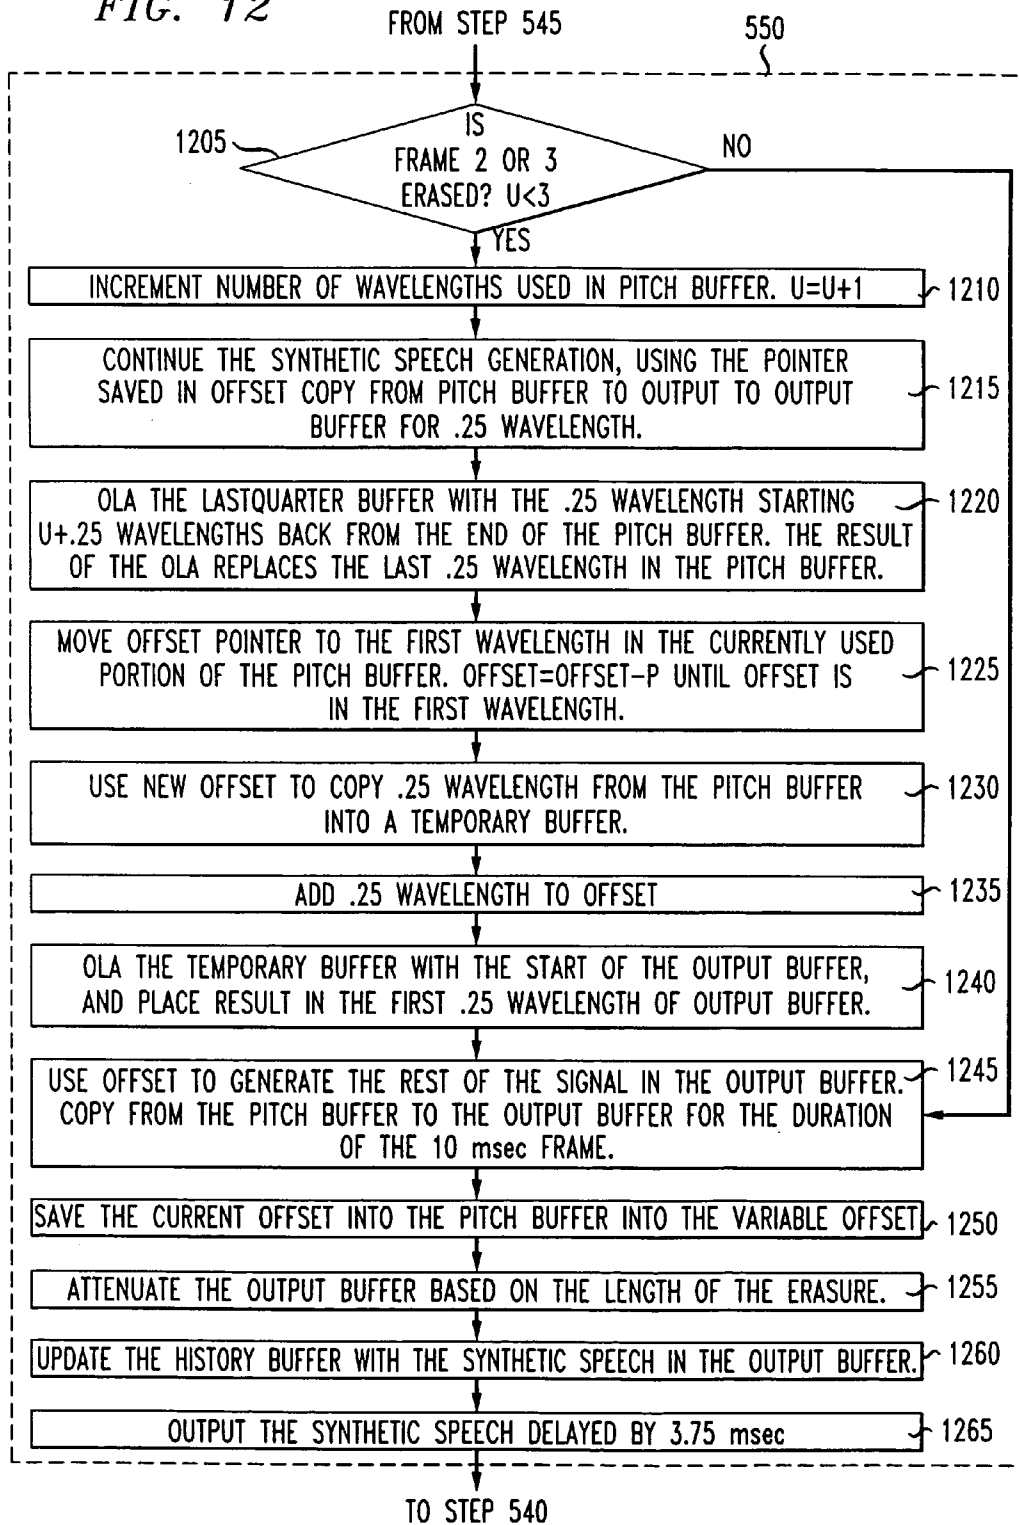 FIG. 12
FROM STEP 545
550
1205
IS
FRAME 2 OR 3
ERASED? U<3
NO
YES
INCREMENT NUMBER OF WAVELENGTHS USED IN PITCH BUFFER. U=U+1
1210
CONTINUE THE SYNTHETIC SPEECH GENERATION, USING THE POINTER
SAVED IN OFFSET COPY FROM PITCH BUFFER TO OUTPUT TO OUTPUT
BUFFER FOR .25 WAVELENGTH.
1215
OLA THE LASTQUARTER BUFFER WITH THE .25 WAVELENGTH STARTING
U+.25 WAVELENGTHS BACK FROM THE END OF THE PITCH BUFFER. THE RESULT
OF THE OLA REPLACES THE LAST .25 WAVELENGTH IN THE PITCH BUFFER.
1220
MOVE OFFSET POINTER TO THE FIRST WAVELENGTH IN THE CURRENTLY USED
PORTION OF THE PITCH BUFFER. OFFSET=OFFSET-P UNTIL OFFSET IS
IN THE FIRST WAVELENGTH.
1225
USE NEW OFFSET TO COPY .25 WAVELENGTH FROM THE PITCH BUFFER
INTO A TEMPORARY BUFFER.
1230
ADD .25 WAVELENGTH TO OFFSET
1235
OLA THE TEMPORARY BUFFER WITH THE START OF THE OUTPUT BUFFER,
AND PLACE RESULT IN THE FIRST .25 WAVELENGTH OF OUTPUT BUFFER.
1240
USE OFFSET TO GENERATE THE REST OF THE SIGNAL IN THE OUTPUT BUFFER.
COPY FROM THE PITCH BUFFER TO THE OUTPUT BUFFER FOR THE DURATION
OF THE 10 msec FRAME.
1245
SAVE THE CURRENT OFFSET INTO THE PITCH BUFFER INTO THE VARIABLE OFFSET
1250
ATTENUATE THE OUTPUT BUFFER BASED ON THE LENGTH OF THE ERASURE.
1255
UPDATE THE HISTORY BUFFER WITH THE SYNTHETIC SPEECH IN THE OUTPUT BUFFER.
1260
OUTPUT THE SYNTHETIC SPEECH DELAYED BY 3.75 msec
1265
TO STEP 540